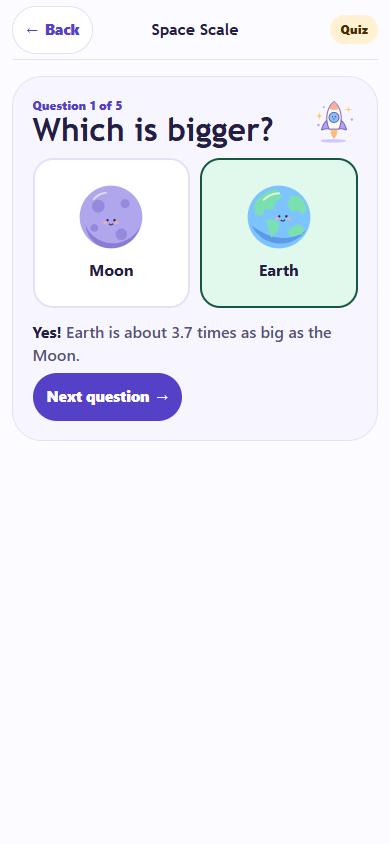 ← Back
Space Scale
Quiz
Question 1 of 5
Which is bigger?
Moon
Earth
Yes! Earth is about 3.7 times as big as the
Moon.
Next question →